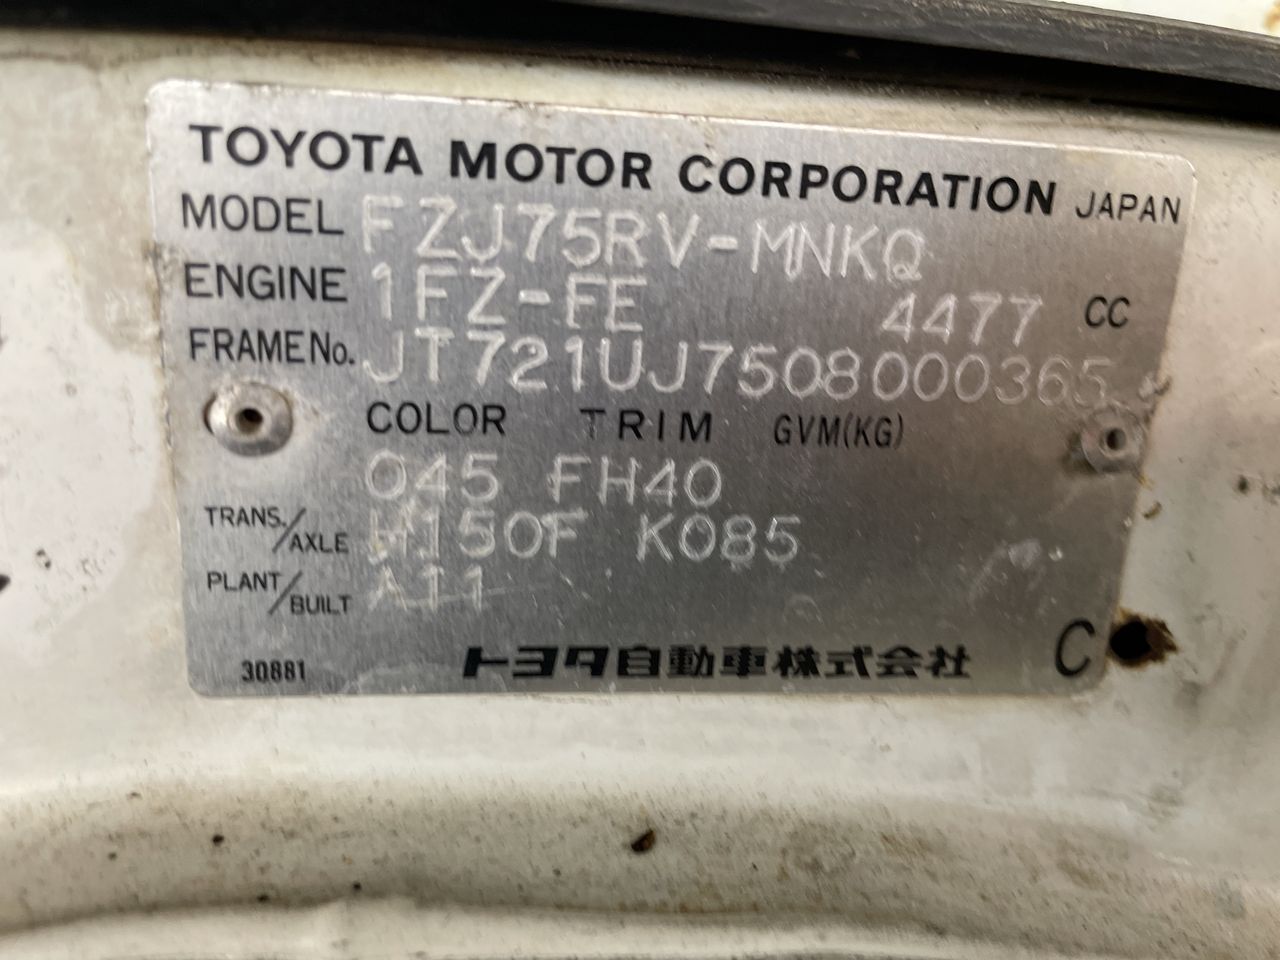 TOYOTA MOTOR CORPORATION JAPAN
MODEL FZJ75RV-MNKQ
ENGINE 1FZ-FE 4477 CC
FRAME No. JT721UJ7508000365
COLOR TRIM GVM(KG)
045 FH40
TRANS./AXLE H150F K085
PLANT/BUILT A11
30881 トヨタ自動車株式会社 C